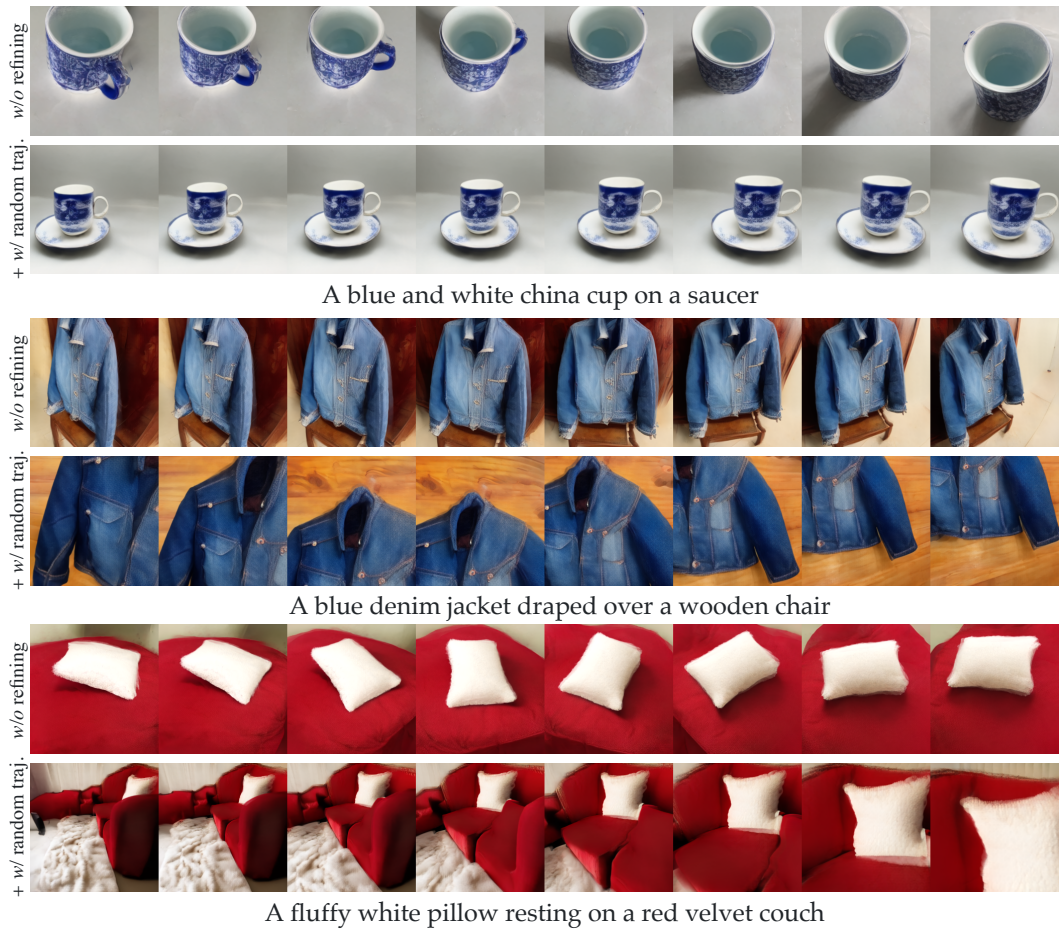 w/o refining
+ w/ random traj.
A blue and white china cup on a saucer
w/o refining
+ w/ random traj.
A blue denim jacket draped over a wooden chair
w/o refining
+ w/ random traj.
A fluffy white pillow resting on a red velvet couch